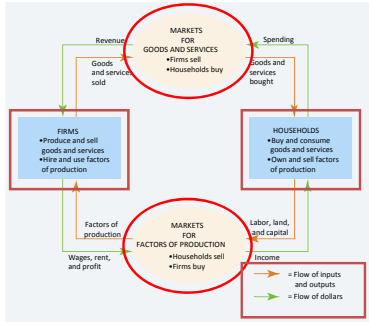 MARKETS
FOR
GOODS AND SERVICES
•Firms sell
•Households buy
Revenue
Spending
Goods
and services
sold
Goods and
services
bought
FIRMS
•Produce and sell
goods and services
•Hire and use factors
of production
HOUSEHOLDS
•Buy and consume
goods and services
•Own and sell factors
of production
Factors of
production
MARKETS
FOR
FACTORS OF PRODUCTION
•Households sell
•Firms buy
Labor, land,
and capital
Wages, rent,
and profit
Income
= Flow of inputs
and outputs
= Flow of dollars